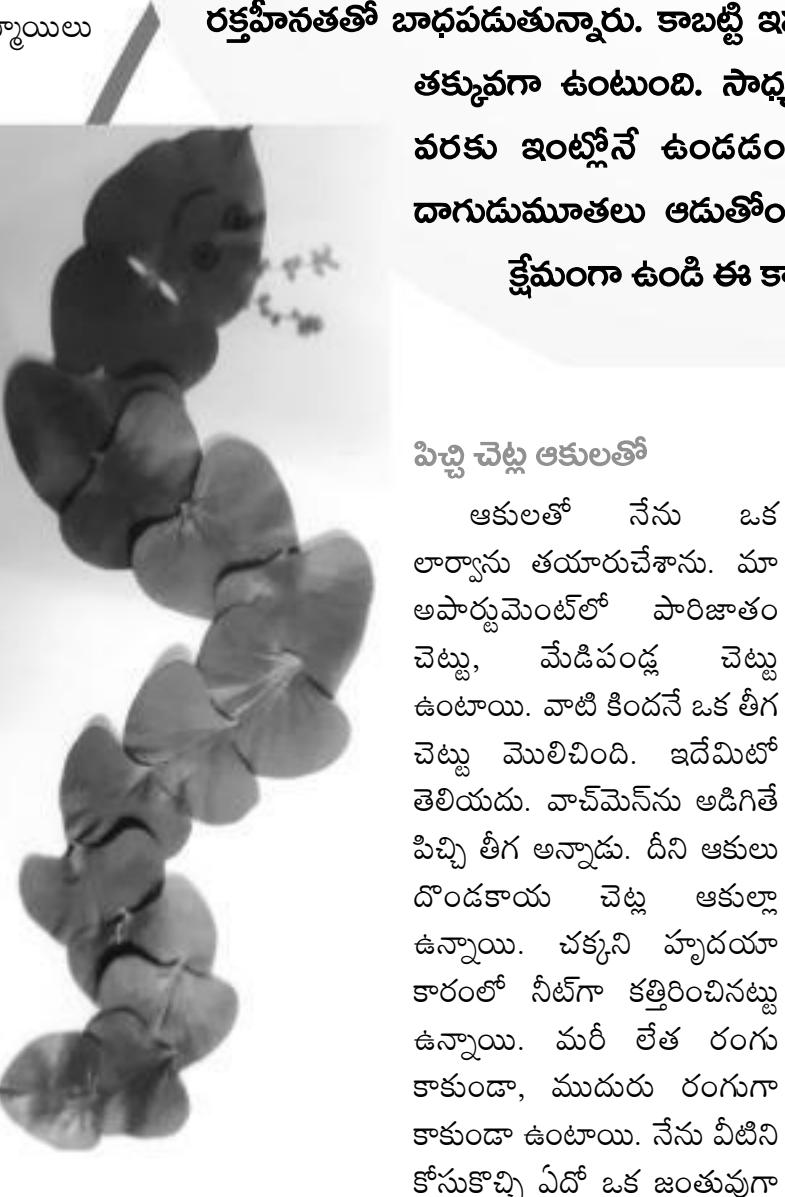 రక్తహీనతతో బాధపడుతున్నారు. కాబట్టి
తక్కువగా ఉంటుంది.
వరకు ఇంట్లోనే ఉండడం
దాగుడుమూతలు
క్షేమంగా ఉండి ఈ
పిచ్చి చెట్ల ఆకులతో
ఆకులతో నేను ఒక
లార్వాను తయారుచేశాను. మా
అపార్టుమెంట్‌లో పారిజాతం
చెట్టు, మేడిపండ్ల చెట్టు
ఉంటాయి. వాటి కిందనే ఒక తీగ
చెట్టు మొలిచింది. ఇదేమిటో
తెలియదు. వాచ్‌మెన్‌ను అడిగితే
పిచ్చి తీగ అన్నాడు. దీని ఆకులు
దొండకాయ చెట్ల ఆకుల్లా
ఉన్నాయి. చక్కని హృదయా
కారంలో నీట్‌గా కత్తిరించినట్టు
ఉన్నాయి. మరీ లేత రంగు
కాకుండా, ముదురు రంగుగా
కాకుండా ఉంటాయి. నేను వీటిని
కోసుకొచ్చి ఏదో ఒక జంతువుగా